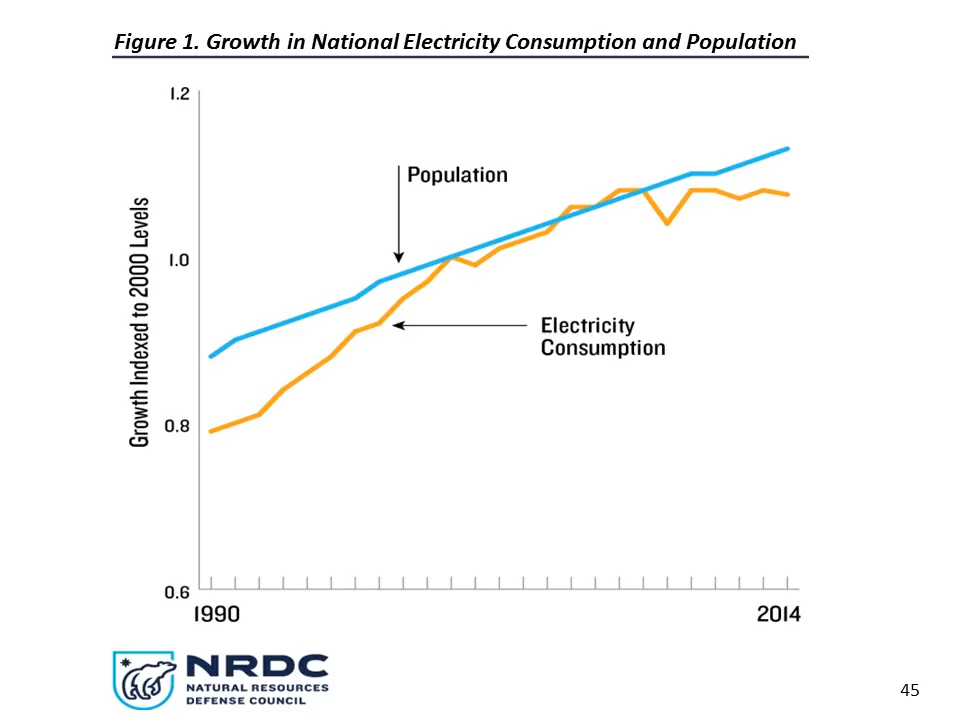 Figure 1. Growth in National Electricity Consumption and Population
1.2
Population
Growth Indexed to 2000 Levels
1.0
Electricity
Consumption
0.8
0.6
1990
2014
NRDC
NATURAL RESOURCES
DEFENSE COUNCIL
45